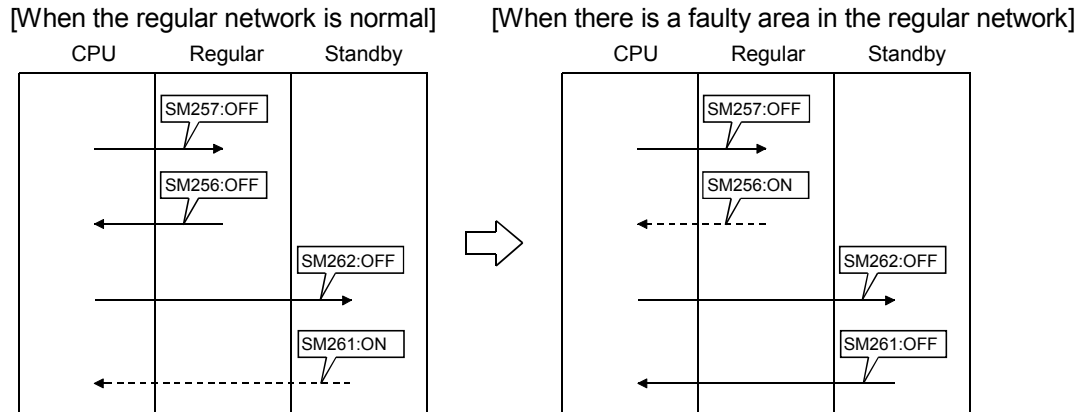 [When the regular network is normal]
CPU Regular Standby
SM257:OFF
SM256:OFF
SM262:OFF
SM261:ON
[When there is a faulty area in the regular network]
CPU Regular Standby
SM257:OFF
SM256:ON
SM262:OFF
SM261:OFF